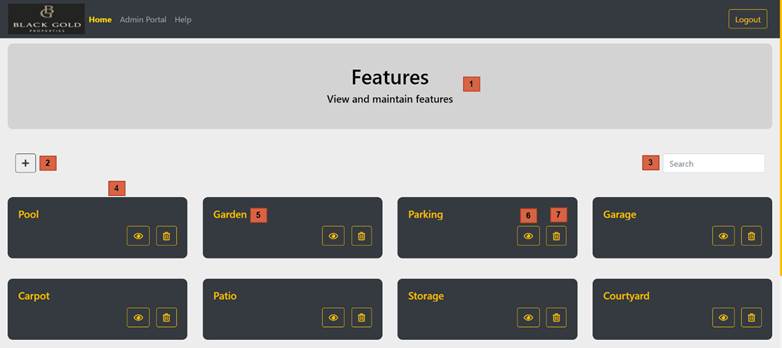 BG
BLACK GOLD
PROPERTIES
Home Admin Portal Help
Logout
Features
1
View and maintain features
2
3
Search
4
Pool
Garden 5
Parking
6 7
Garage
Carpot
Patio
Storage
Courtyard